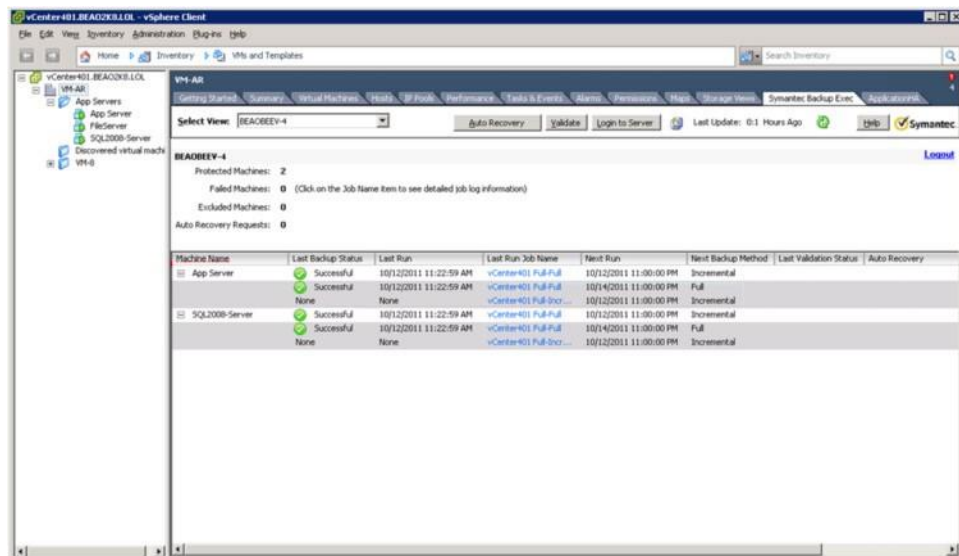 vCenter401.BEAO2K8.LOL - vSphere Client
File Edit View Inventory Administration Plug-ins Help
Home Inventory VMs and Templates
Search Inventory
vCenter401.BEAO2K8.LOL
VM-AR
App Servers
App Server
FileServer
SQL2008-Server
Discovered virtual machi
VM-8
VM-AR
Getting Started Summary Virtual Machines Hosts IP Pools Performance Tasks & Events Alarms Permissions Maps Storage Views Symantec Backup Exec ApplicationHA
Select View: BEAOBEEV-4 Auto Recovery Validate Login to Server Last Update: 0:1 Hours Ago Help Symantec
BEAOBEEV-4 Logout
Protected Machines: 2
Failed Machines: 0 (Click on the Job Name item to see detailed job log information)
Excluded Machines: 0
Auto Recovery Requests: 0
Machine Name Last Backup Status Last Run Last Run Job Name Next Run Next Backup Method Last Validation Status Auto Recovery
App Server Successful 10/12/2011 11:22:59 AM vCenter401 Full-Full 10/12/2011 11:00:00 PM Incremental
Successful 10/12/2011 11:22:59 AM vCenter401 Full-Full 10/14/2011 11:00:00 PM Full
None None vCenter401 Full-Incr... 10/12/2011 11:00:00 PM Incremental
SQL2008-Server Successful 10/12/2011 11:22:59 AM vCenter401 Full-Full 10/12/2011 11:00:00 PM Incremental
Successful 10/12/2011 11:22:59 AM vCenter401 Full-Full 10/14/2011 11:00:00 PM Full
None None vCenter401 Full-Incr... 10/12/2011 11:00:00 PM Incremental